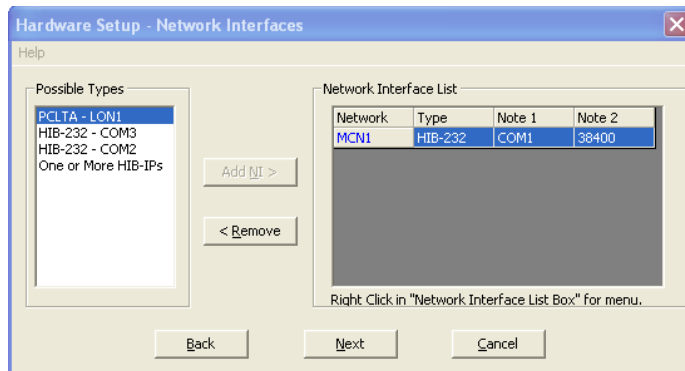 Hardware Setup - Network Interfaces
Help
Possible Types
PCLTA - LON1
HIB-232 - COM3
HIB-232 - COM2
One or More HIB-IPs
Add NI >
< Remove
Network Interface List
Network Type Note 1 Note 2
MCN1 HIB-232 COM1 38400
Right Click in "Network Interface List Box" for menu.
Back Next Cancel